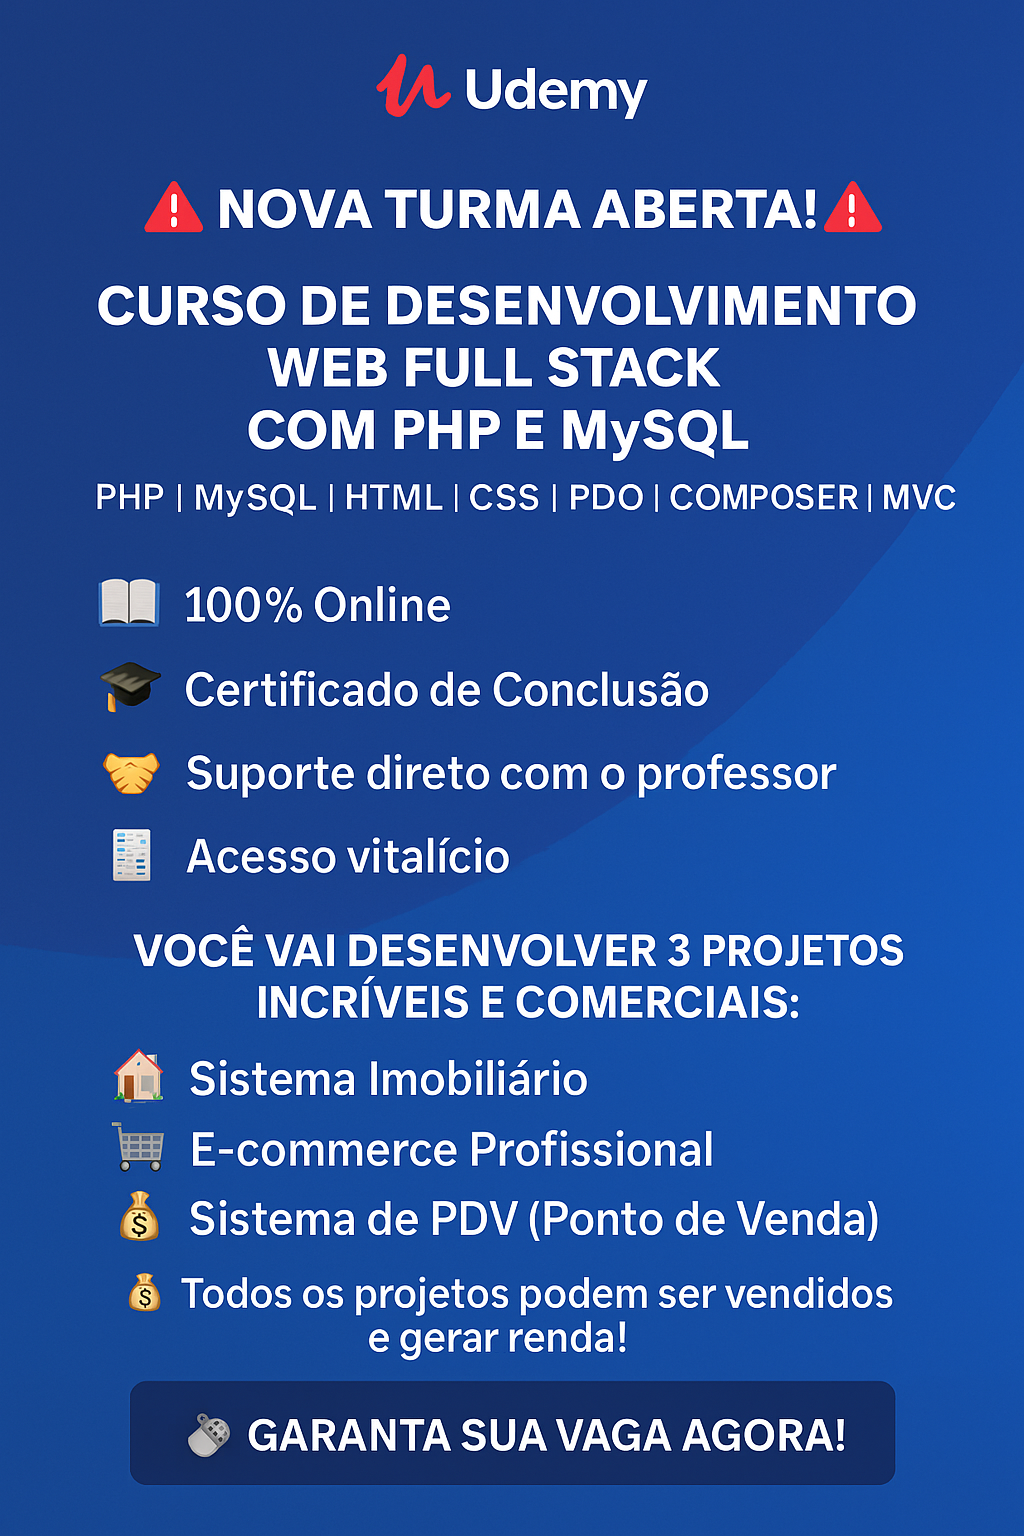 Udemy
NOVA TURMA ABERTA!
CURSO DE DESENVOLVIMENTO
WEB FULL STACK
COM PHP E MySQL
PHP | MySQL | HTML | CSS | PDO | COMPOSER | MVC
100% Online
Certificado de Conclusão
Suporte direto com o professor
Acesso vitalício
VOCÊ VAI DESENVOLVER 3 PROJETOS
INCRÍVEIS E COMERCIAIS:
Sistema Imobiliário
E-commerce Profissional
Sistema de PDV (Ponto de Venda)
Todos os projetos podem ser vendidos
e gerar renda!
GARANTA SUA VAGA AGORA!